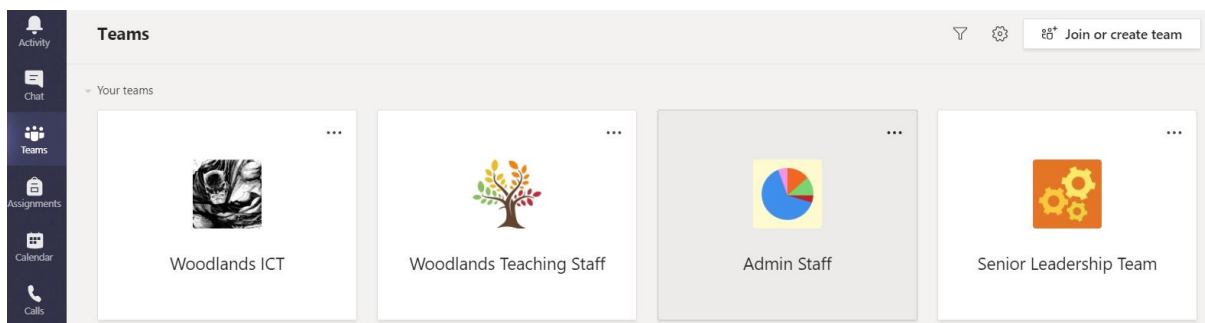 Activity
Chat
Teams
Assignments
Calendar
Calls
Teams
Join or create team
Your teams
Woodlands ICT
Woodlands Teaching Staff
Admin Staff
Senior Leadership Team